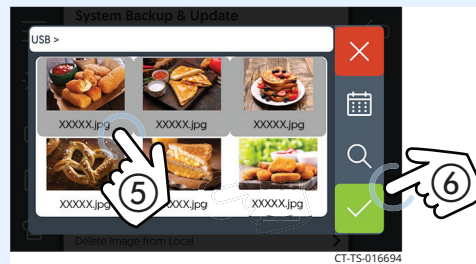 System Backup & Update
USB >
XXXXX.jpg XXXXX.jpg XXXXX.jpg
XXXXX.jpg XXXXX.jpg XXXXX.jpg
5
6
Delete Image from Local
CT-TS-016694